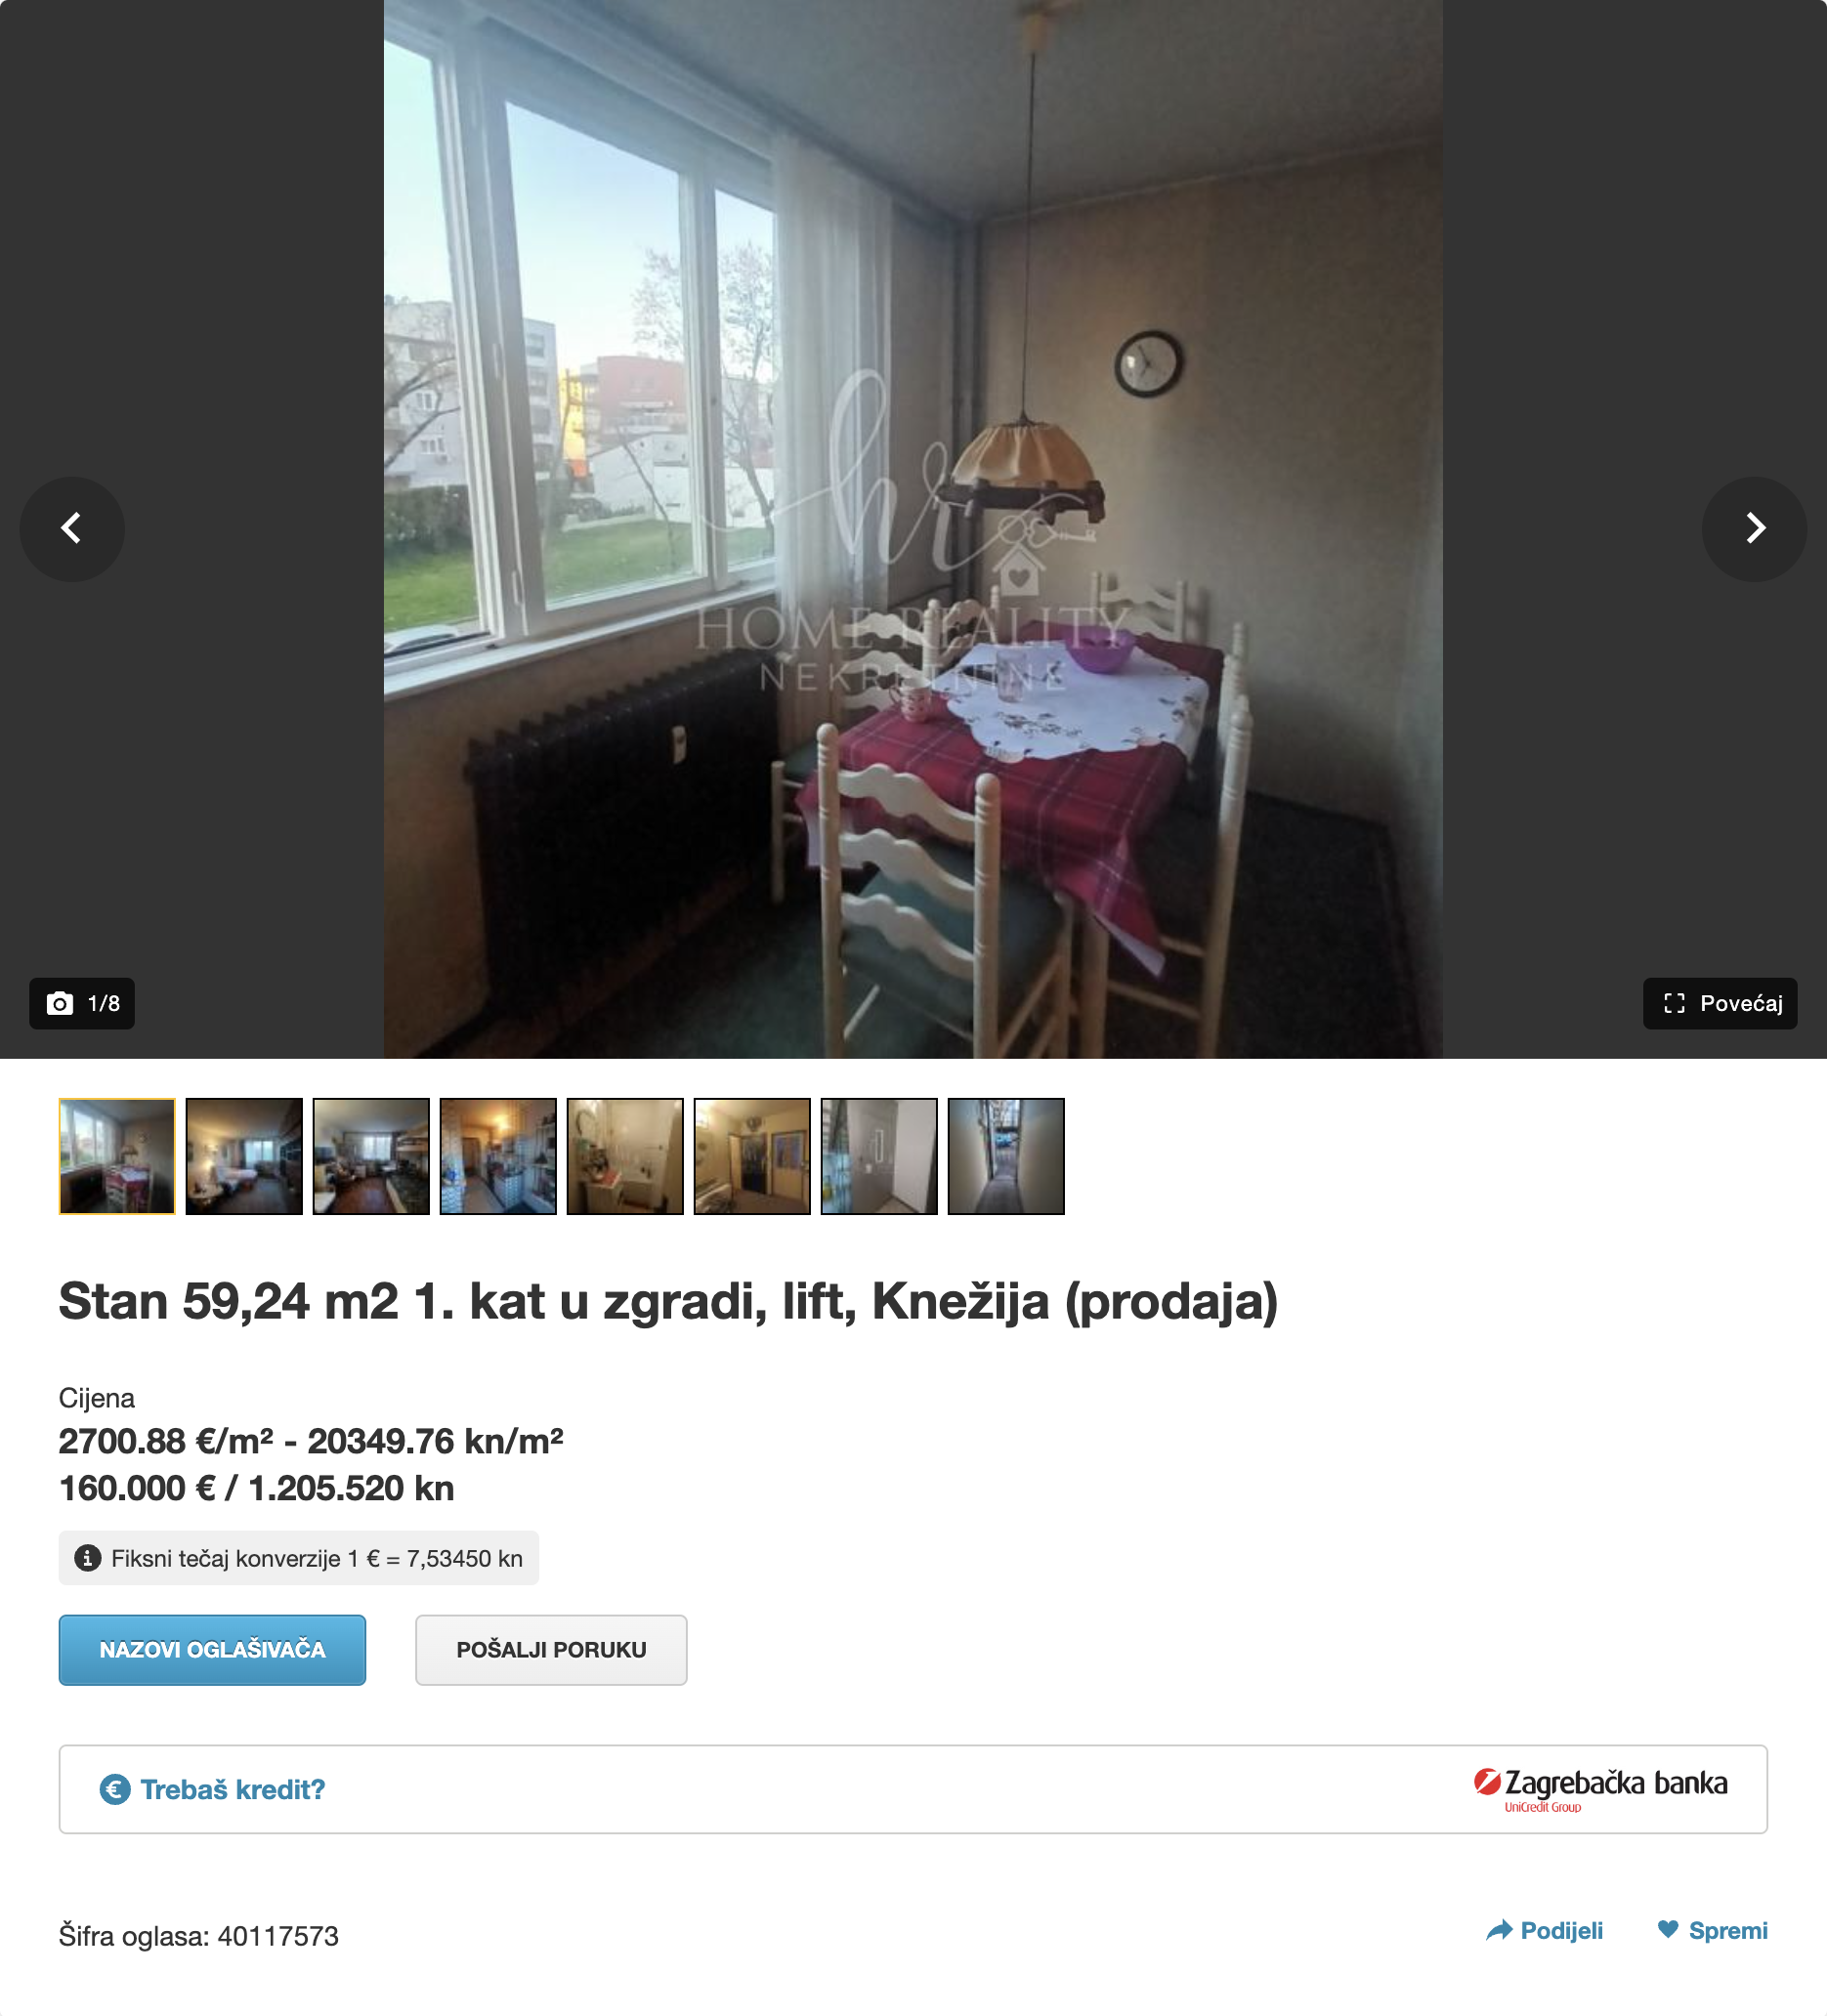 hr
HOME REALITY
NEKRETNINE
1/8
Povećaj
Stan 59,24 m2 1. kat u zgradi, lift, Knežija (prodaja)
Cijena
2700.88 €/m² - 20349.76 kn/m²
160.000 € / 1.205.520 kn
Fiksni tečaj konverzije 1 € = 7,53450 kn
NAZOVI OGLAŠIVAČA
POŠALJI PORUKU
Trebaš kredit?
Zagrebačka banka
UniCredit Group
Šifra oglasa: 40117573
Podijeli
Spremi